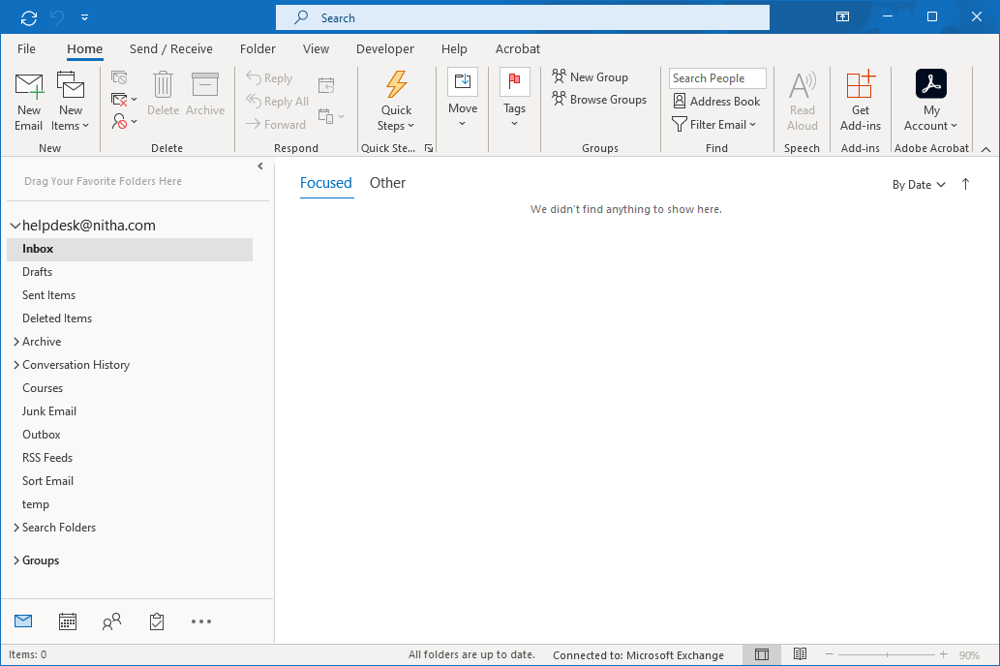 Search
File Home Send / Receive Folder View Developer Help Acrobat
New Email
New Items
Delete
Archive
Reply
Reply All
Forward
Quick Steps
Move
Tags
New Group
Browse Groups
Search People
Address Book
Filter Email
Read Aloud
Get Add-ins
My Account
New Delete Respond Quick Ste... Groups Find Speech Add-ins Adobe Acrobat
Drag Your Favorite Folders Here
helpdesk@nitha.com
Inbox
Drafts
Sent Items
Deleted Items
Archive
Conversation History
Courses
Junk Email
Outbox
RSS Feeds
Sort Email
temp
Search Folders
Groups
Focused Other By Date
We didn't find anything to show here.
Items: 0 All folders are up to date. Connected to: Microsoft Exchange 90%